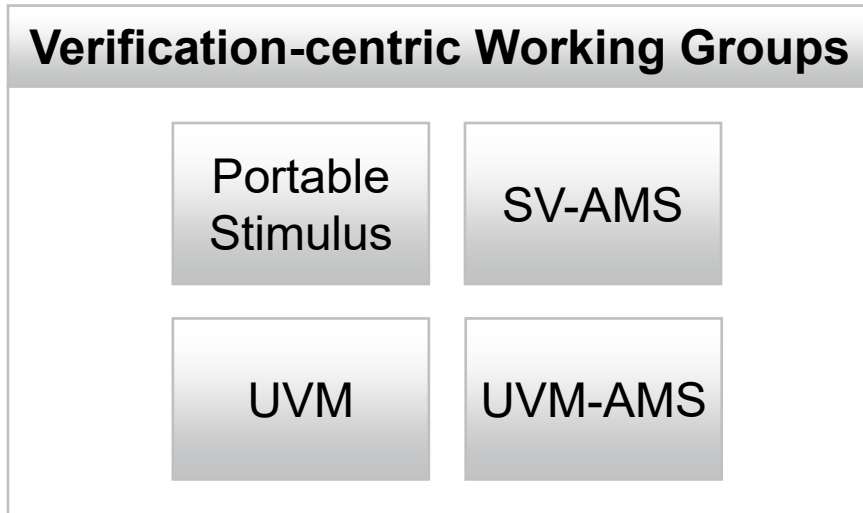 Verification-centric Working Groups
Portable
Stimulus
SV-AMS
UVM
UVM-AMS